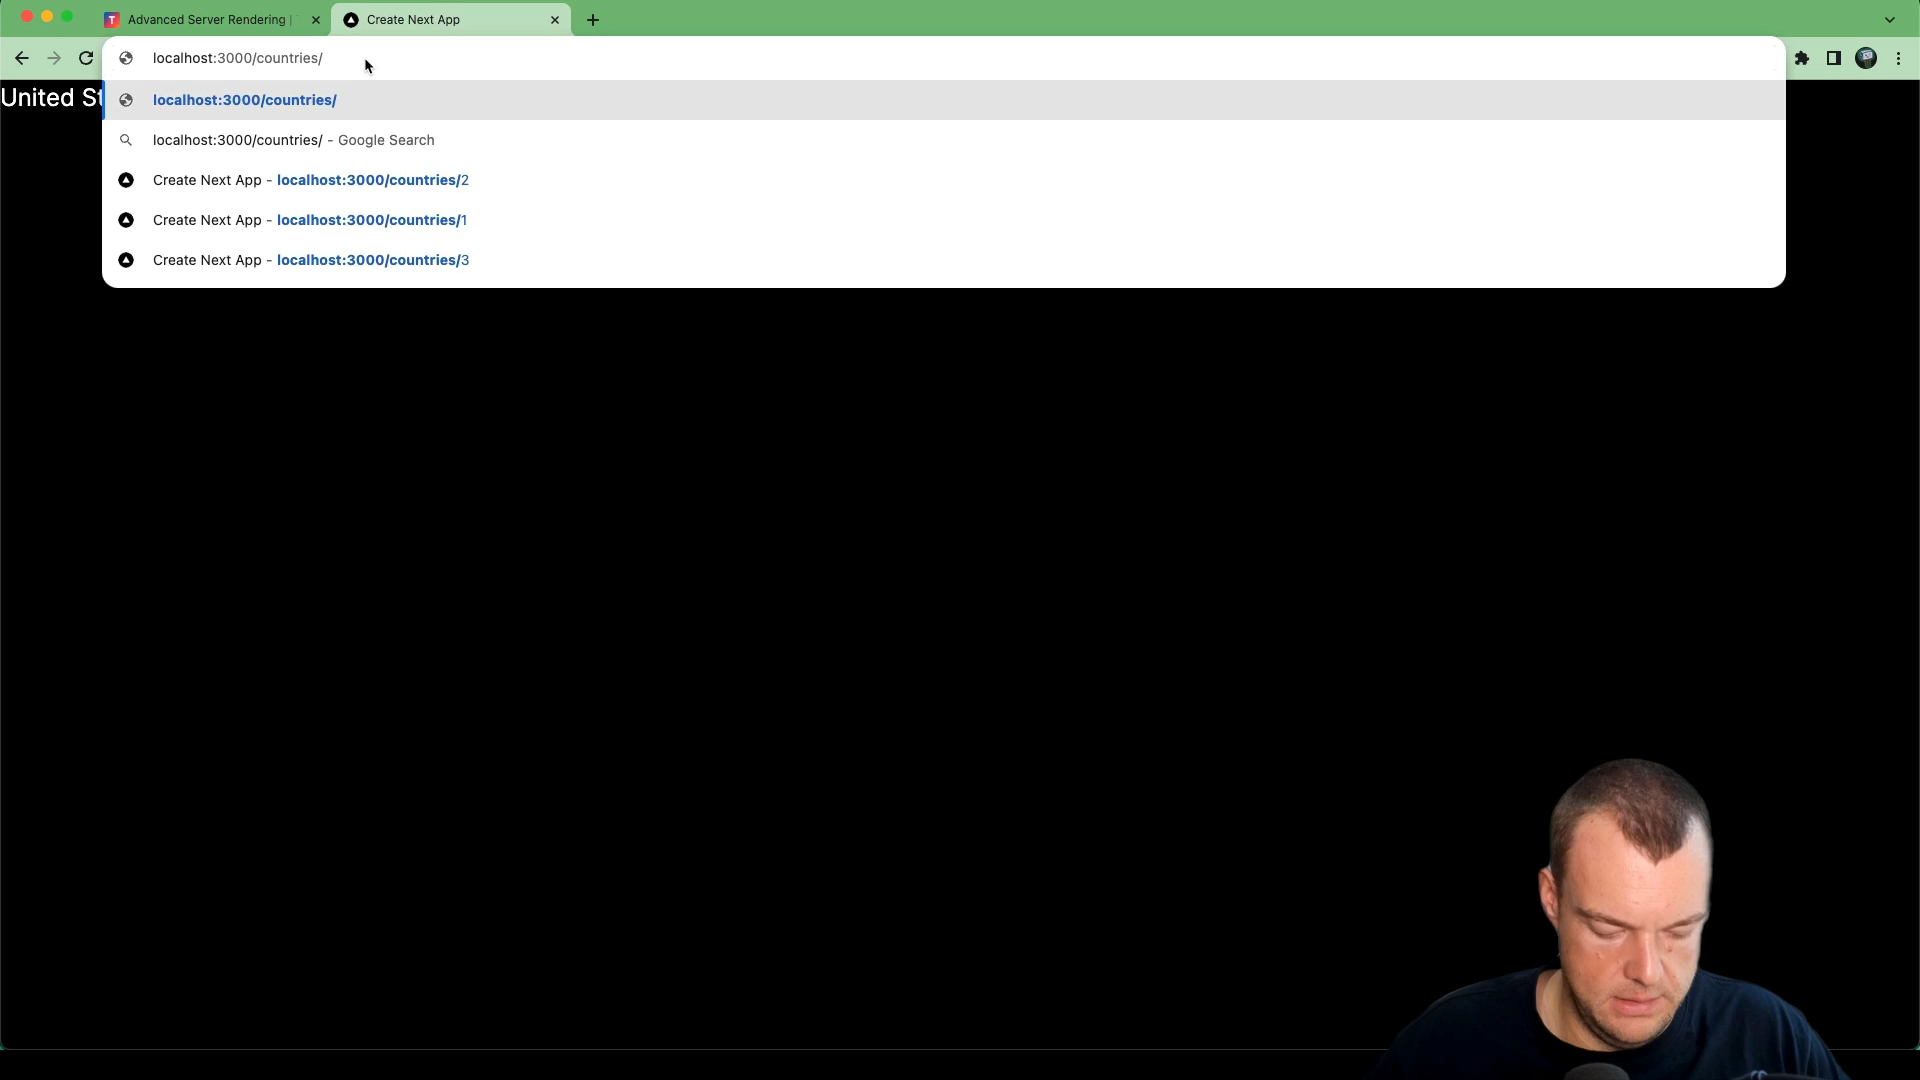 Advanced Server Rendering |
Create Next App
localhost:3000/countries/
United St
localhost:3000/countries/
localhost:3000/countries/ - Google Search
Create Next App - localhost:3000/countries/2
Create Next App - localhost:3000/countries/1
Create Next App - localhost:3000/countries/3